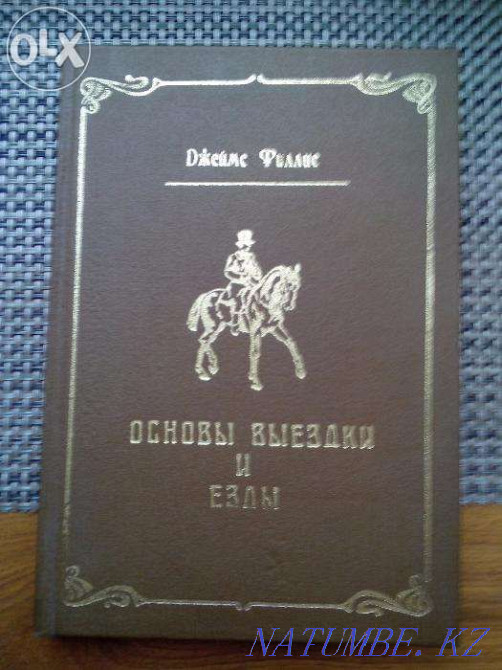 OLX
Джеймс Филлис
ОСНОВЫ ВЫЕЗДКИ
И
ЕЗДЫ
NATUMBE. KZ